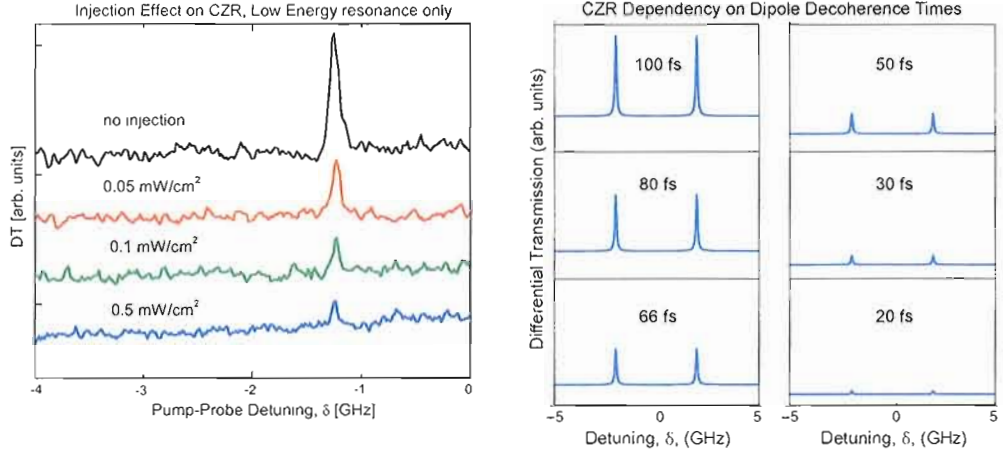 Injection Effect on CZR, Low Energy resonance only
DT [arb. units]
no injection
0.05 mW/cm²
0.1 mW/cm²
0.5 mW/cm²
-4 -3 -2 -1 0
Pump-Probe Detuning, δ [GHz]
CZR Dependency on Dipole Decoherence Times
Differential Transmission (arb. units)
100 fs
80 fs
66 fs
−5 0 5
Detuning, δ, (GHz)
50 fs
30 fs
20 fs
−5 0 5
Detuning, δ, (GHz)